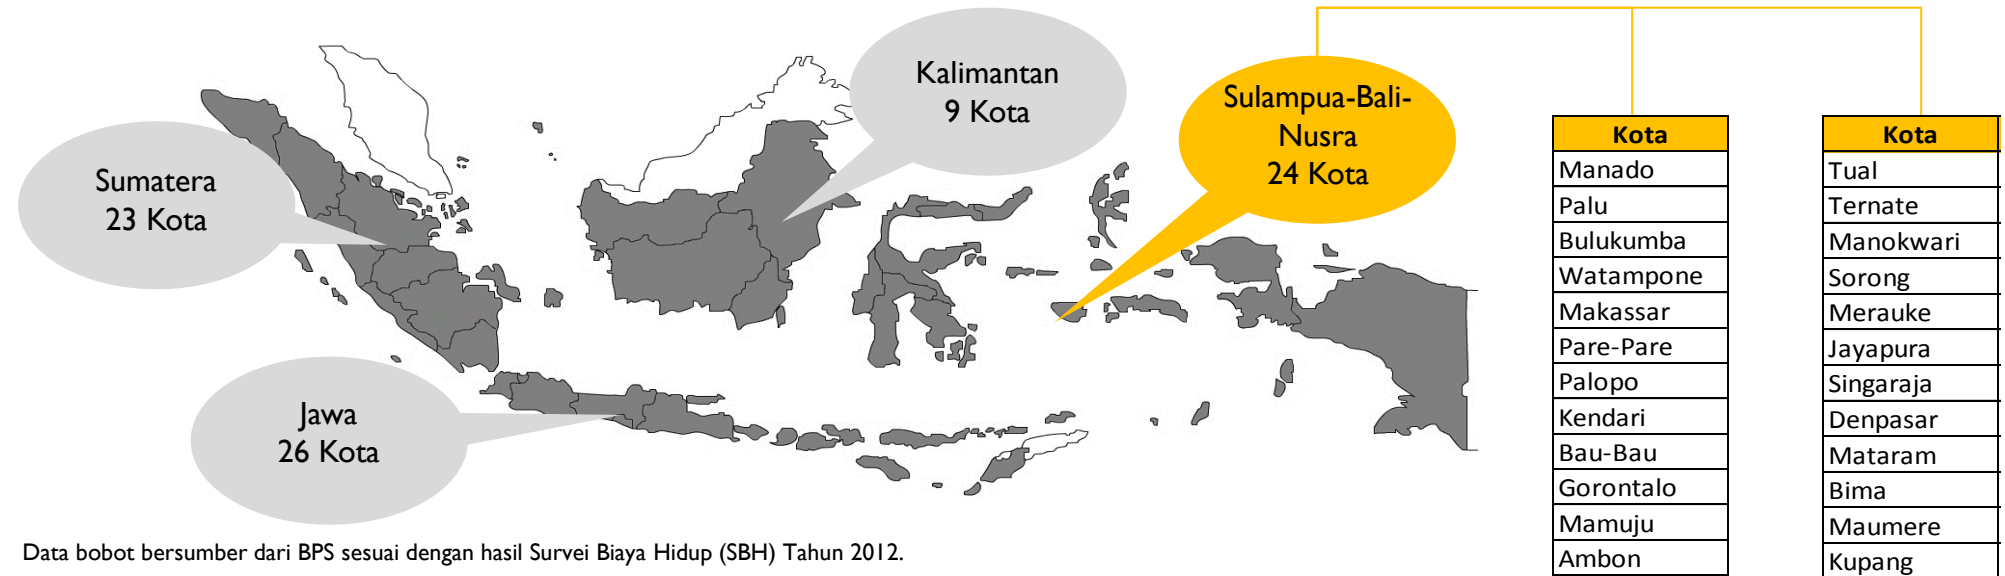 Sumatera
23 Kota
Kalimantan
9 Kota
Sulampua-Bali-
Nusra
24 Kota
Jawa
26 Kota
Kota
Manado
Palu
Bulukumba
Watampone
Makassar
Pare-Pare
Palopo
Kendari
Bau-Bau
Gorontalo
Mamuju
Ambon
Kota
Tual
Ternate
Manokwari
Sorong
Merauke
Jayapura
Singaraja
Denpasar
Mataram
Bima
Maumere
Kupang
Data bobot bersumber dari BPS sesuai dengan hasil Survei Biaya Hidup (SBH) Tahun 2012.